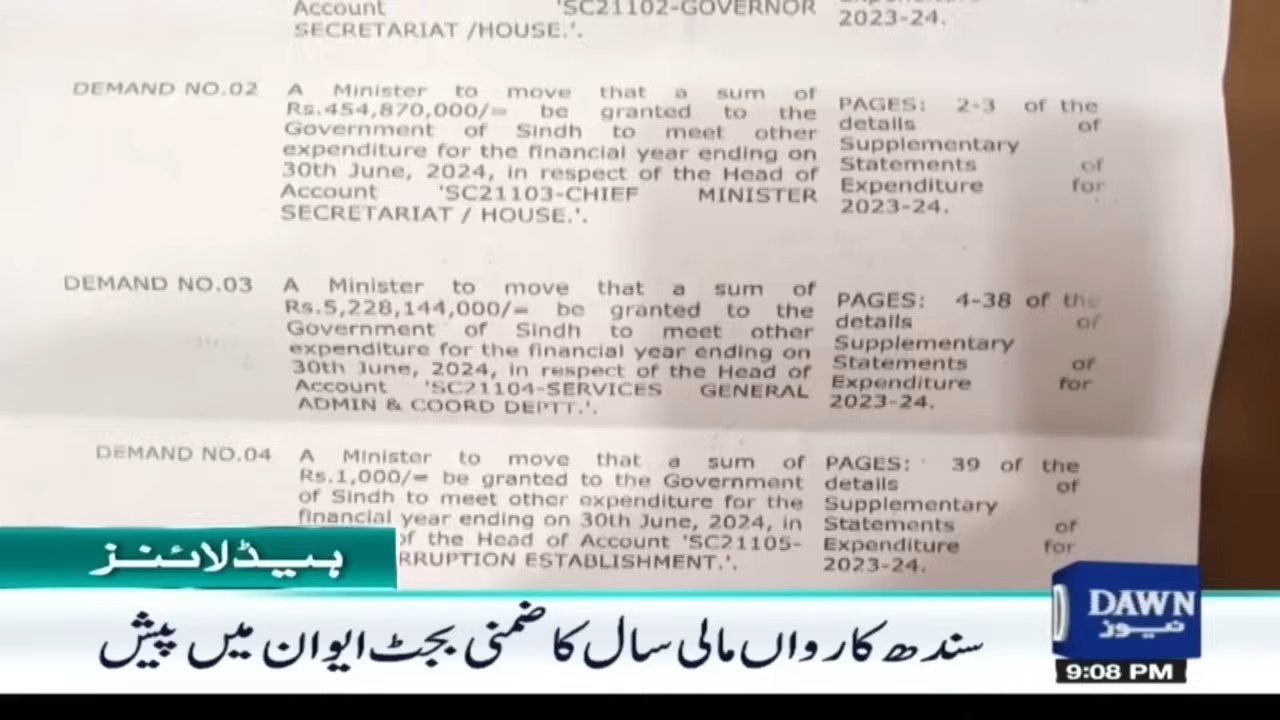 Account 'SC21102-GOVERNOR
SECRETARIAT /HOUSE.'.
2023-24.
DEMAND NO.02
A Minister to move that a sum of
Rs.454,870,000/= be granted to the
Government of Sindh to meet other
expenditure for the financial year ending on
30th June, 2024, in respect of the Head of
Account 'SC21103-CHIEF MINISTER
SECRETARIAT / HOUSE.'.
PAGES: 2-3 of the
details of
Supplementary
Statements of
Expenditure for
2023-24.
DEMAND NO.03
A Minister to move that a sum of
Rs.5,228,144,000/= be granted to the
Government of Sindh to meet other
expenditure for the financial year ending on
30th June, 2024, in respect of the Head of
Account 'SC21104-SERVICES GENERAL
ADMIN & COORD DEPTT.'.
PAGES: 4-38 of the
details of
Supplementary
Statements of
Expenditure for
2023-24.
DEMAND NO.04
A Minister to move that a sum of
Rs.1,000/= be granted to the Government
of Sindh to meet other expenditure for the
financial year ending on 30th June, 2024, in
of the Head of Account 'SC21105-
RRUPTION ESTABLISHMENT.'.
PAGES: 39 of the
details of
Supplementary
Statements of
Expenditure for
2023-24.
ہیڈلائنز
سندھ کا رواں مالی سال کا ضمنی بجٹ ایوان میں پیش
DAWN
نیوز
9:08 PM